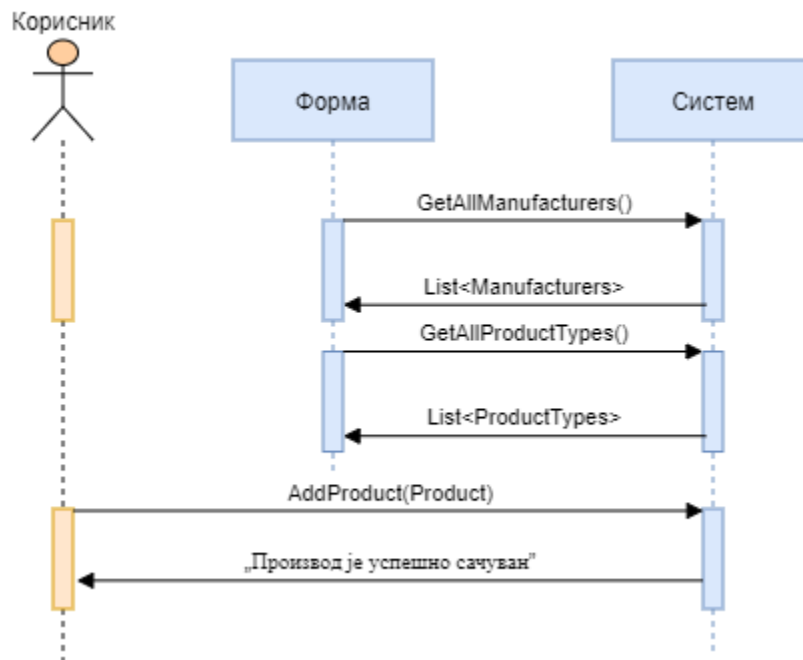 Корисник
Форма
Систем
GetAllManufacturers()
List<Manufacturers>
GetAllProductTypes()
List<ProductTypes>
AddProduct(Product)
„Производ је успешно сачуван"